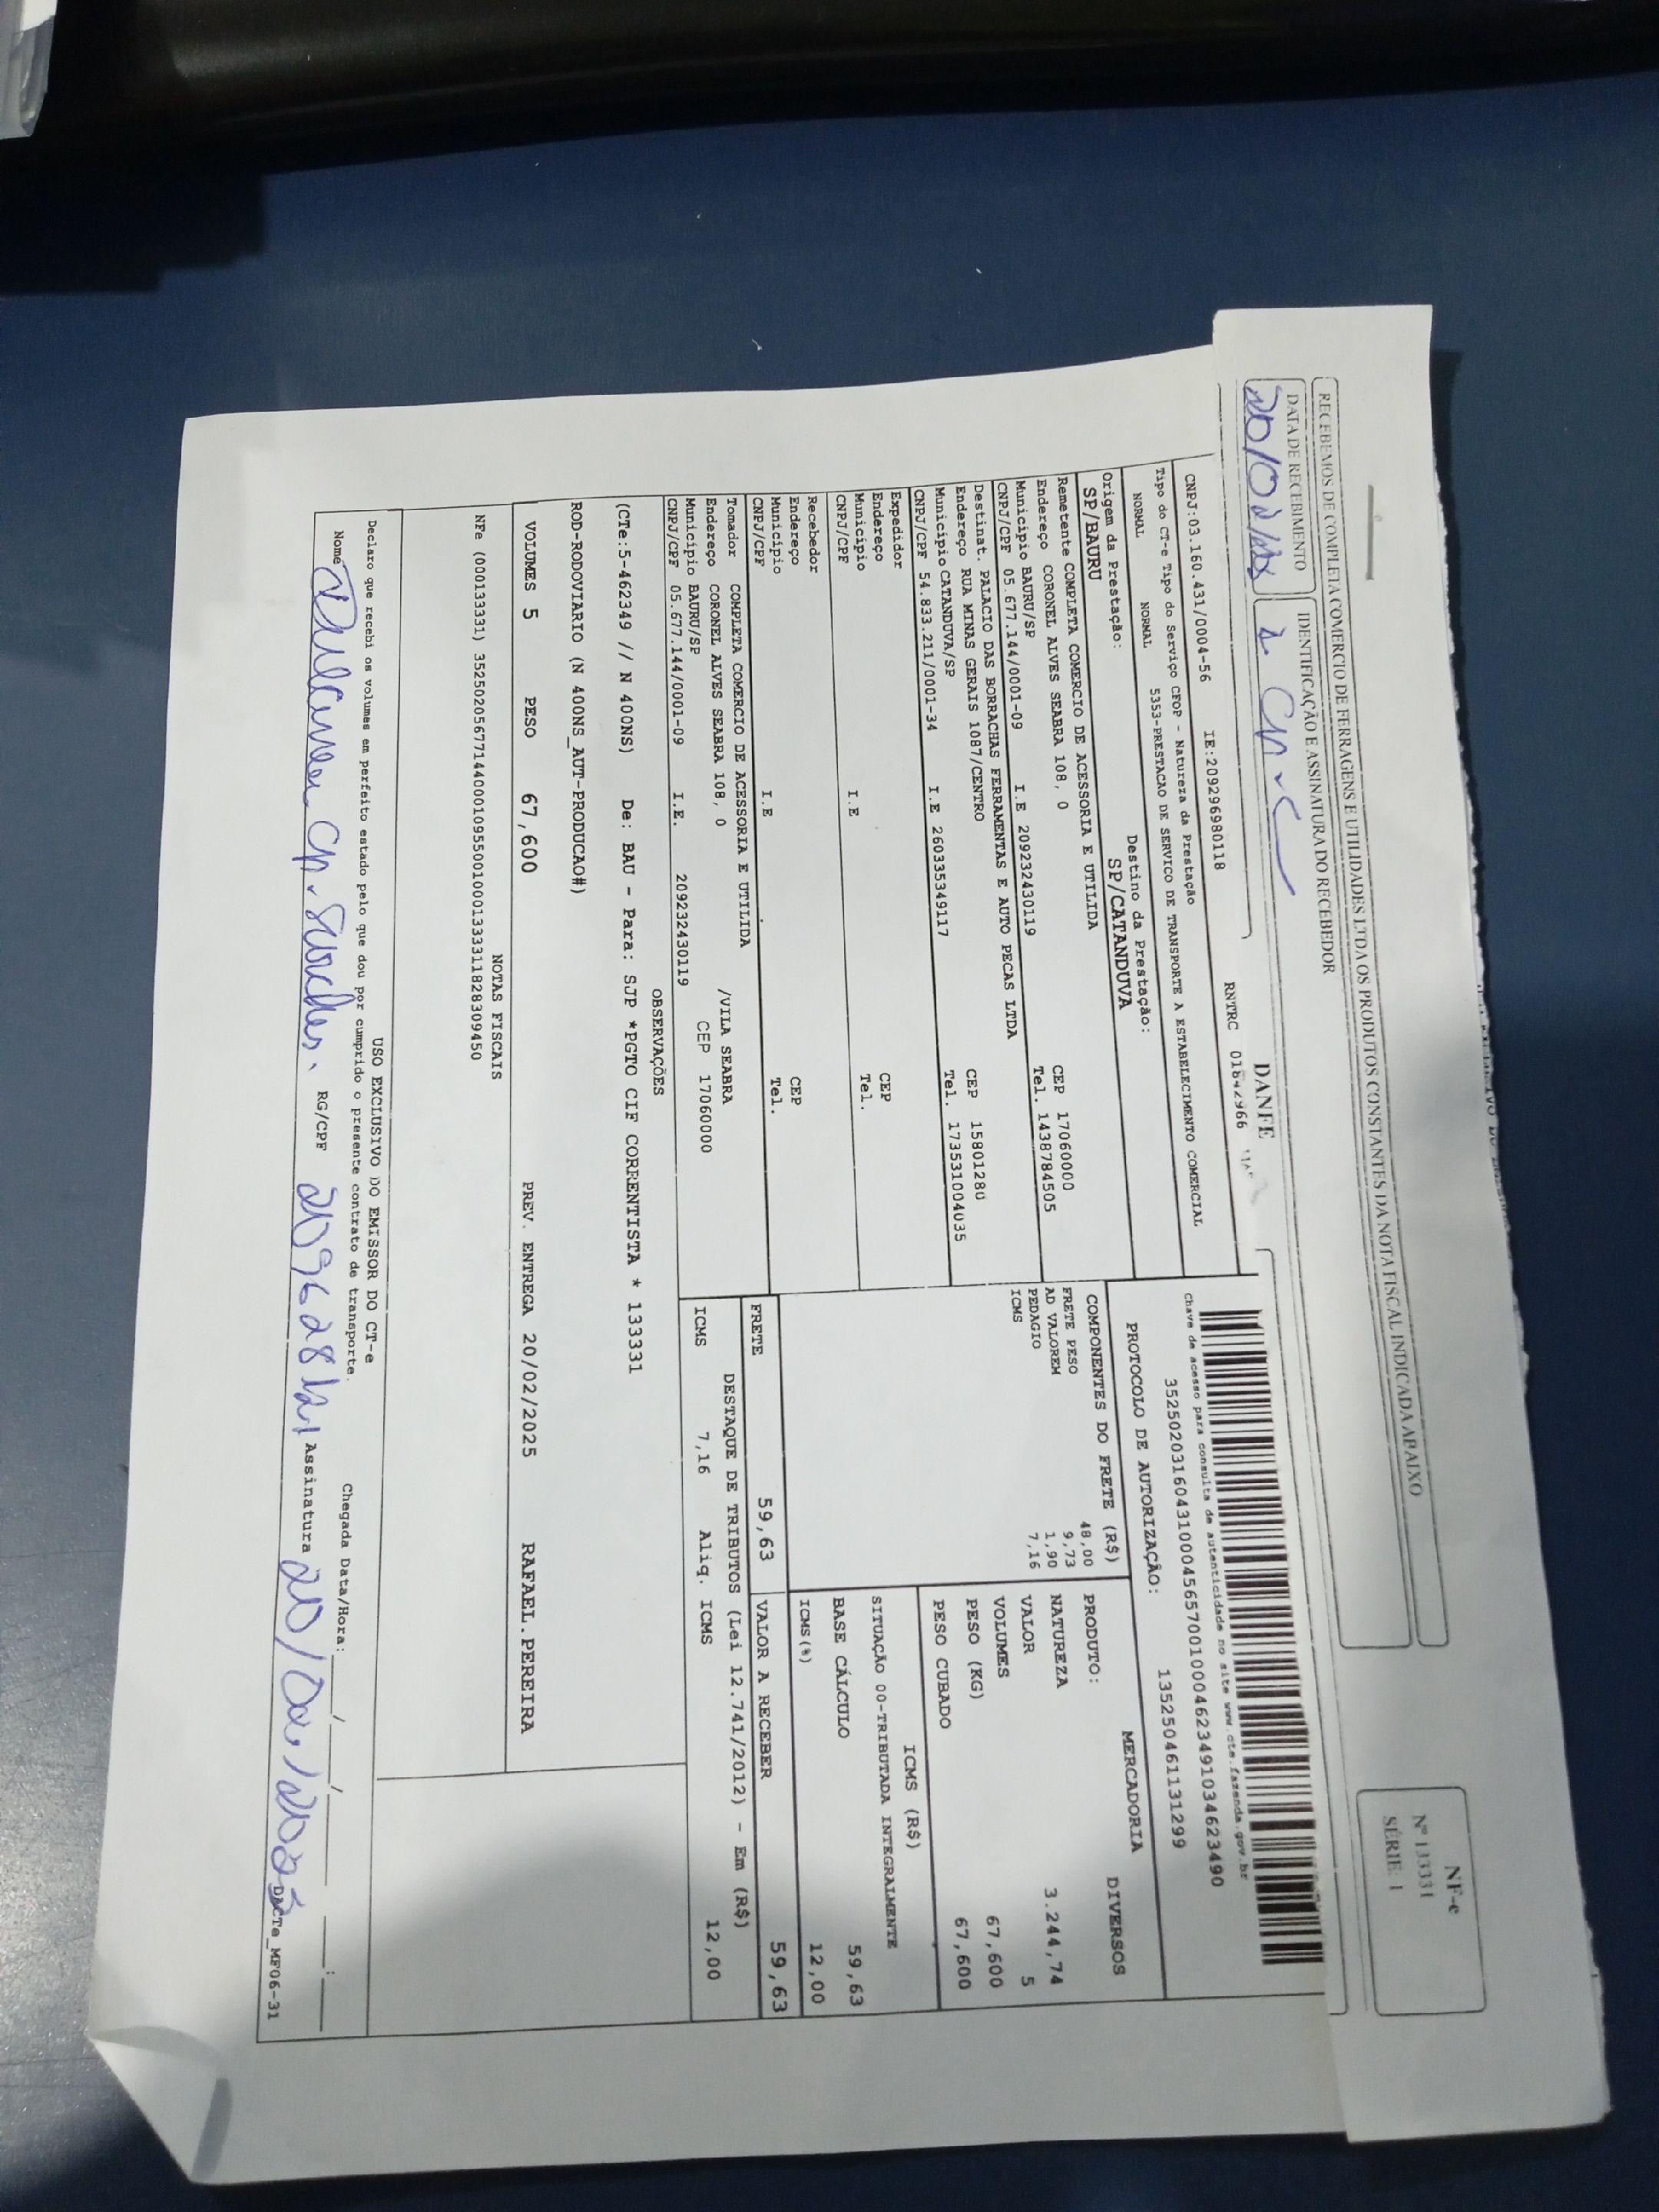 RECEBEMOS DE COMPLETA COMERCIO DE FERRAGENS E UTILIDADES LTDA OS PRODUTOS CONSTANTES DA NOTA FISCAL INDICADA ABAIXO
NF-e
Nº 133331
SÉRIE: 1
DATA DE RECEBIMENTO
IDENTIFICAÇÃO E ASSINATURA DO RECEBEDOR
20/02/25
DANFE
CNPJ:03.160.431/0004-56 IE:209296980118 RNTRC 01842966
Tipo do CT-e Tipo do Serviço CFOP - Natureza da Prestação
NORMAL NORMAL 5353-PRESTACAO DE SERVICO DE TRANSPORTE A ESTABELECIMENTO COMERCIAL
Origem da Prestação: Destino da Prestação:
SP/BAURU SP/CATANDUVA
Chave de acesso para consulta de autenticidade no site www.cte.fazenda.gov.br
35250203160431000456570010004623491034623490
PROTOCOLO DE AUTORIZAÇÃO: 135250461131299
Remetente COMPLETA COMERCIO DE ACESSORIA E UTILIDA
Endereço CORONEL ALVES SEABRA 108, 0 CEP 17060000
Municipio BAURU/SP Tel. 1438784505
CNPJ/CPF 05.677.144/0001-09 I.E 209232430119
Destinat. PALACIO DAS BORRACHAS FERRAMENTAS E AUTO PECAS LTDA
Endereço RUA MINAS GERAIS 1087/CENTRO CEP 15801280
Municipio CATANDUVA/SP Tel. 1735310040​35
CNPJ/CPF 54.833.211/0001-34 I.E 260335349117
Expedidor
Endereço CEP
Municipio Tel.
CNPJ/CPF I.E
Recebedor
Endereço CEP
Municipio Tel.
CNPJ/CPF I.E
Tomador COMPLETA COMERCIO DE ACESSORIA E UTILIDA
Endereço CORONEL ALVES SEABRA 108, 0 /VILA SEABRA
Municipio BAURU/SP CEP 17060000
CNPJ/CPF 05.677.144/0001-09 I.E. 209232430119
COMPONENTES DO FRETE (R$)
FRETE PESO 48,00
AD VALOREM 9,73
PEDAGIO 1,90
ICMS 7,16
MERCADORIA
PRODUTO: DIVERSOS
NATUREZA
VALOR 3.244,74
VOLUMES 5
PESO (KG) 67,600
PESO CUBADO 67,600
ICMS (R$)
SITUAÇÃO 00-TRIBUTADA INTEGRALMENTE
BASE CÁLCULO 59,63
ICMS(%) 12,00
FRETE 59,63 VALOR A RECEBER 59,63
DESTAQUE DE TRIBUTOS (Lei 12.741/2012) - Em (R$)
ICMS 7,16 Aliq. ICMS 12,00
OBSERVAÇÕES
(CTe:5-462349 // N 400NS) De: BAU - Para: SJP *PGTO CIF CORRENTISTA * 133331
ROD-RODOVIARIO (N 400NS_AUT-PRODUCAO#)
VOLUMES 5 PESO 67,600 PREV. ENTREGA 20/02/2025 RAFAEL.PEREIRA
NOTAS FISCAIS
NFe (000133331) 35250205677144000109550010001333311828309450
USO EXCLUSIVO DO EMISSOR DO CT-e
Declaro que recebi os volumes em perfeito estado pelo que dou por cumprido o presente contrato de transporte. Chegada Data/Hora: ___/___/___ ___:___
Nome RG/CPF Assinatura 20/02/2025
DACTe_MF06-31